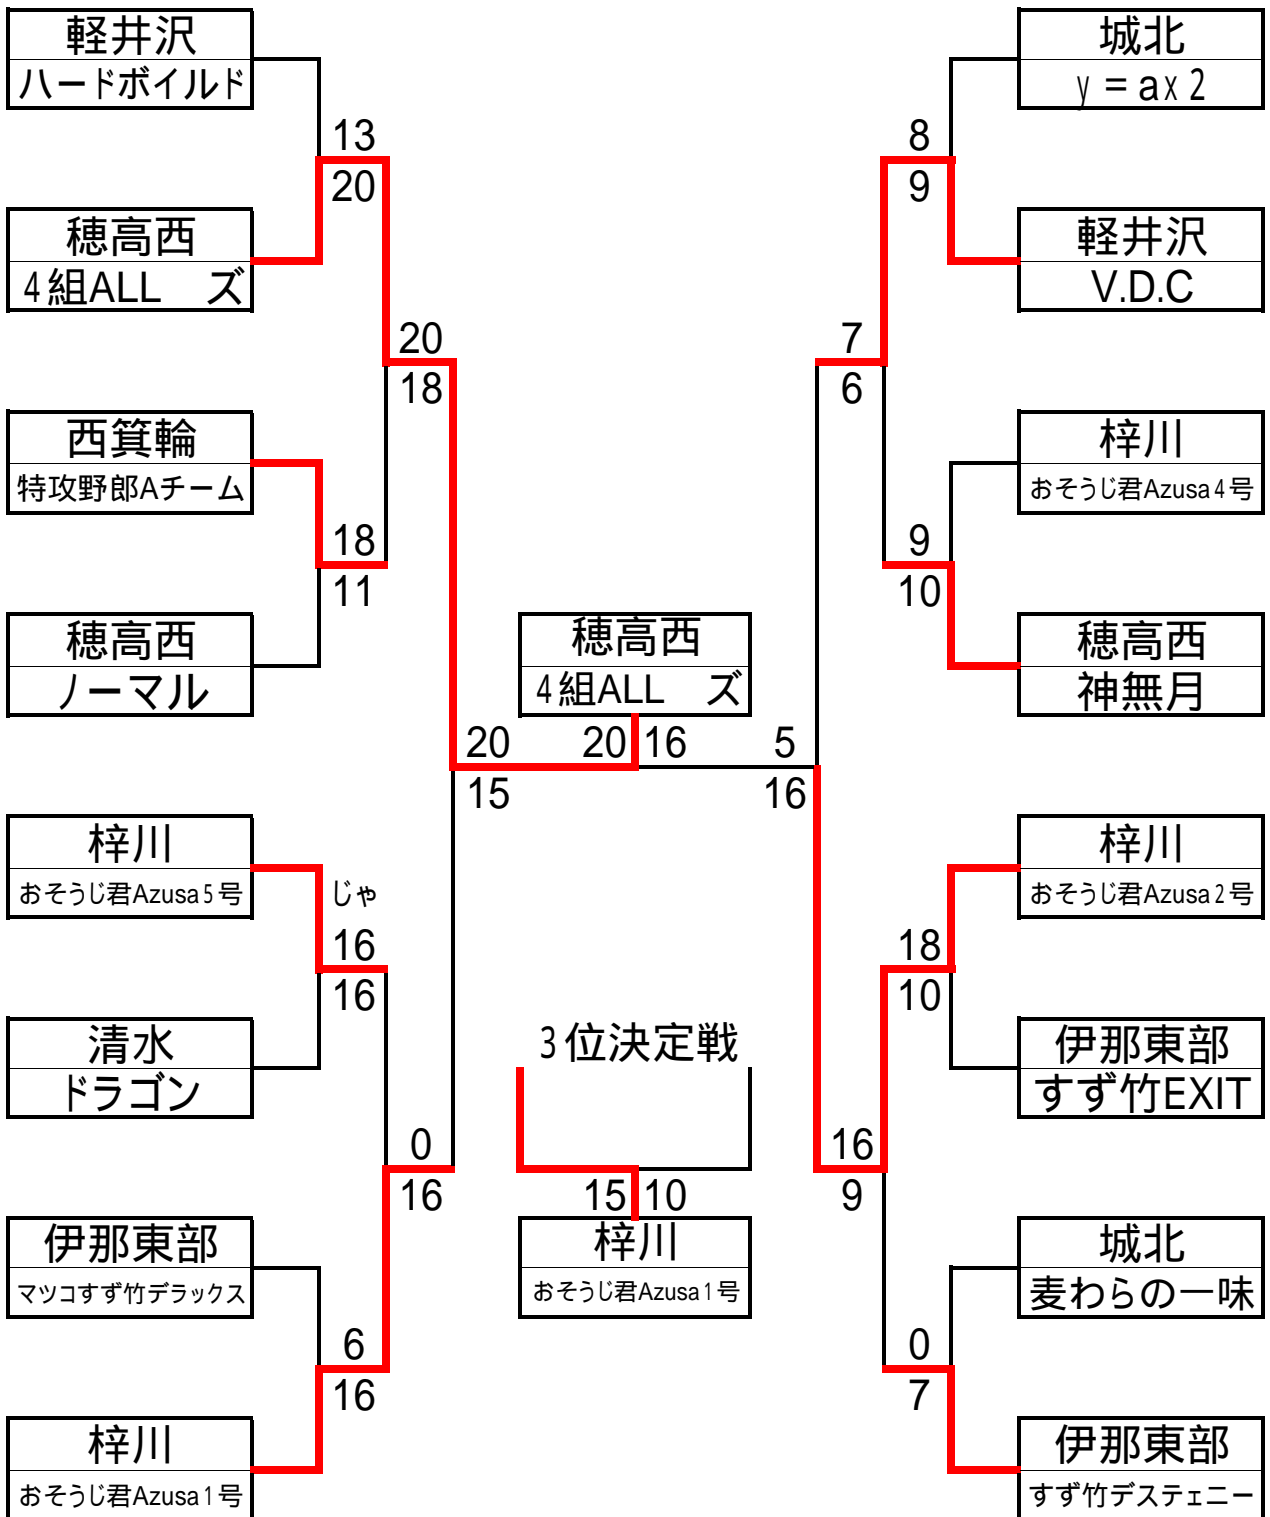 軽井沢
ハードボイルド
13
20
穂高西
4組ALL　ズ
20
18
西箕輪
特攻野郎Aチーム
18
11
穂高西
ノーマル
梓川
おそうじ君Azusa5号
じゃ
16
16
清水
ドラゴン
0
16
伊那東部
マツコすず竹デラックス
6
16
梓川
おそうじ君Azusa1号
穂高西
4組ALL　ズ
20
15
20
16
5
16
3位決定戦
15
10
梓川
おそうじ君Azusa1号
城北
y=ax2
8
9
軽井沢
V.D.C
7
6
梓川
おそうじ君Azusa4号
9
10
穂高西
神無月
梓川
おそうじ君Azusa2号
18
10
伊那東部
すず竹EXIT
16
9
城北
麦わらの一味
0
7
伊那東部
すず竹デステェニー